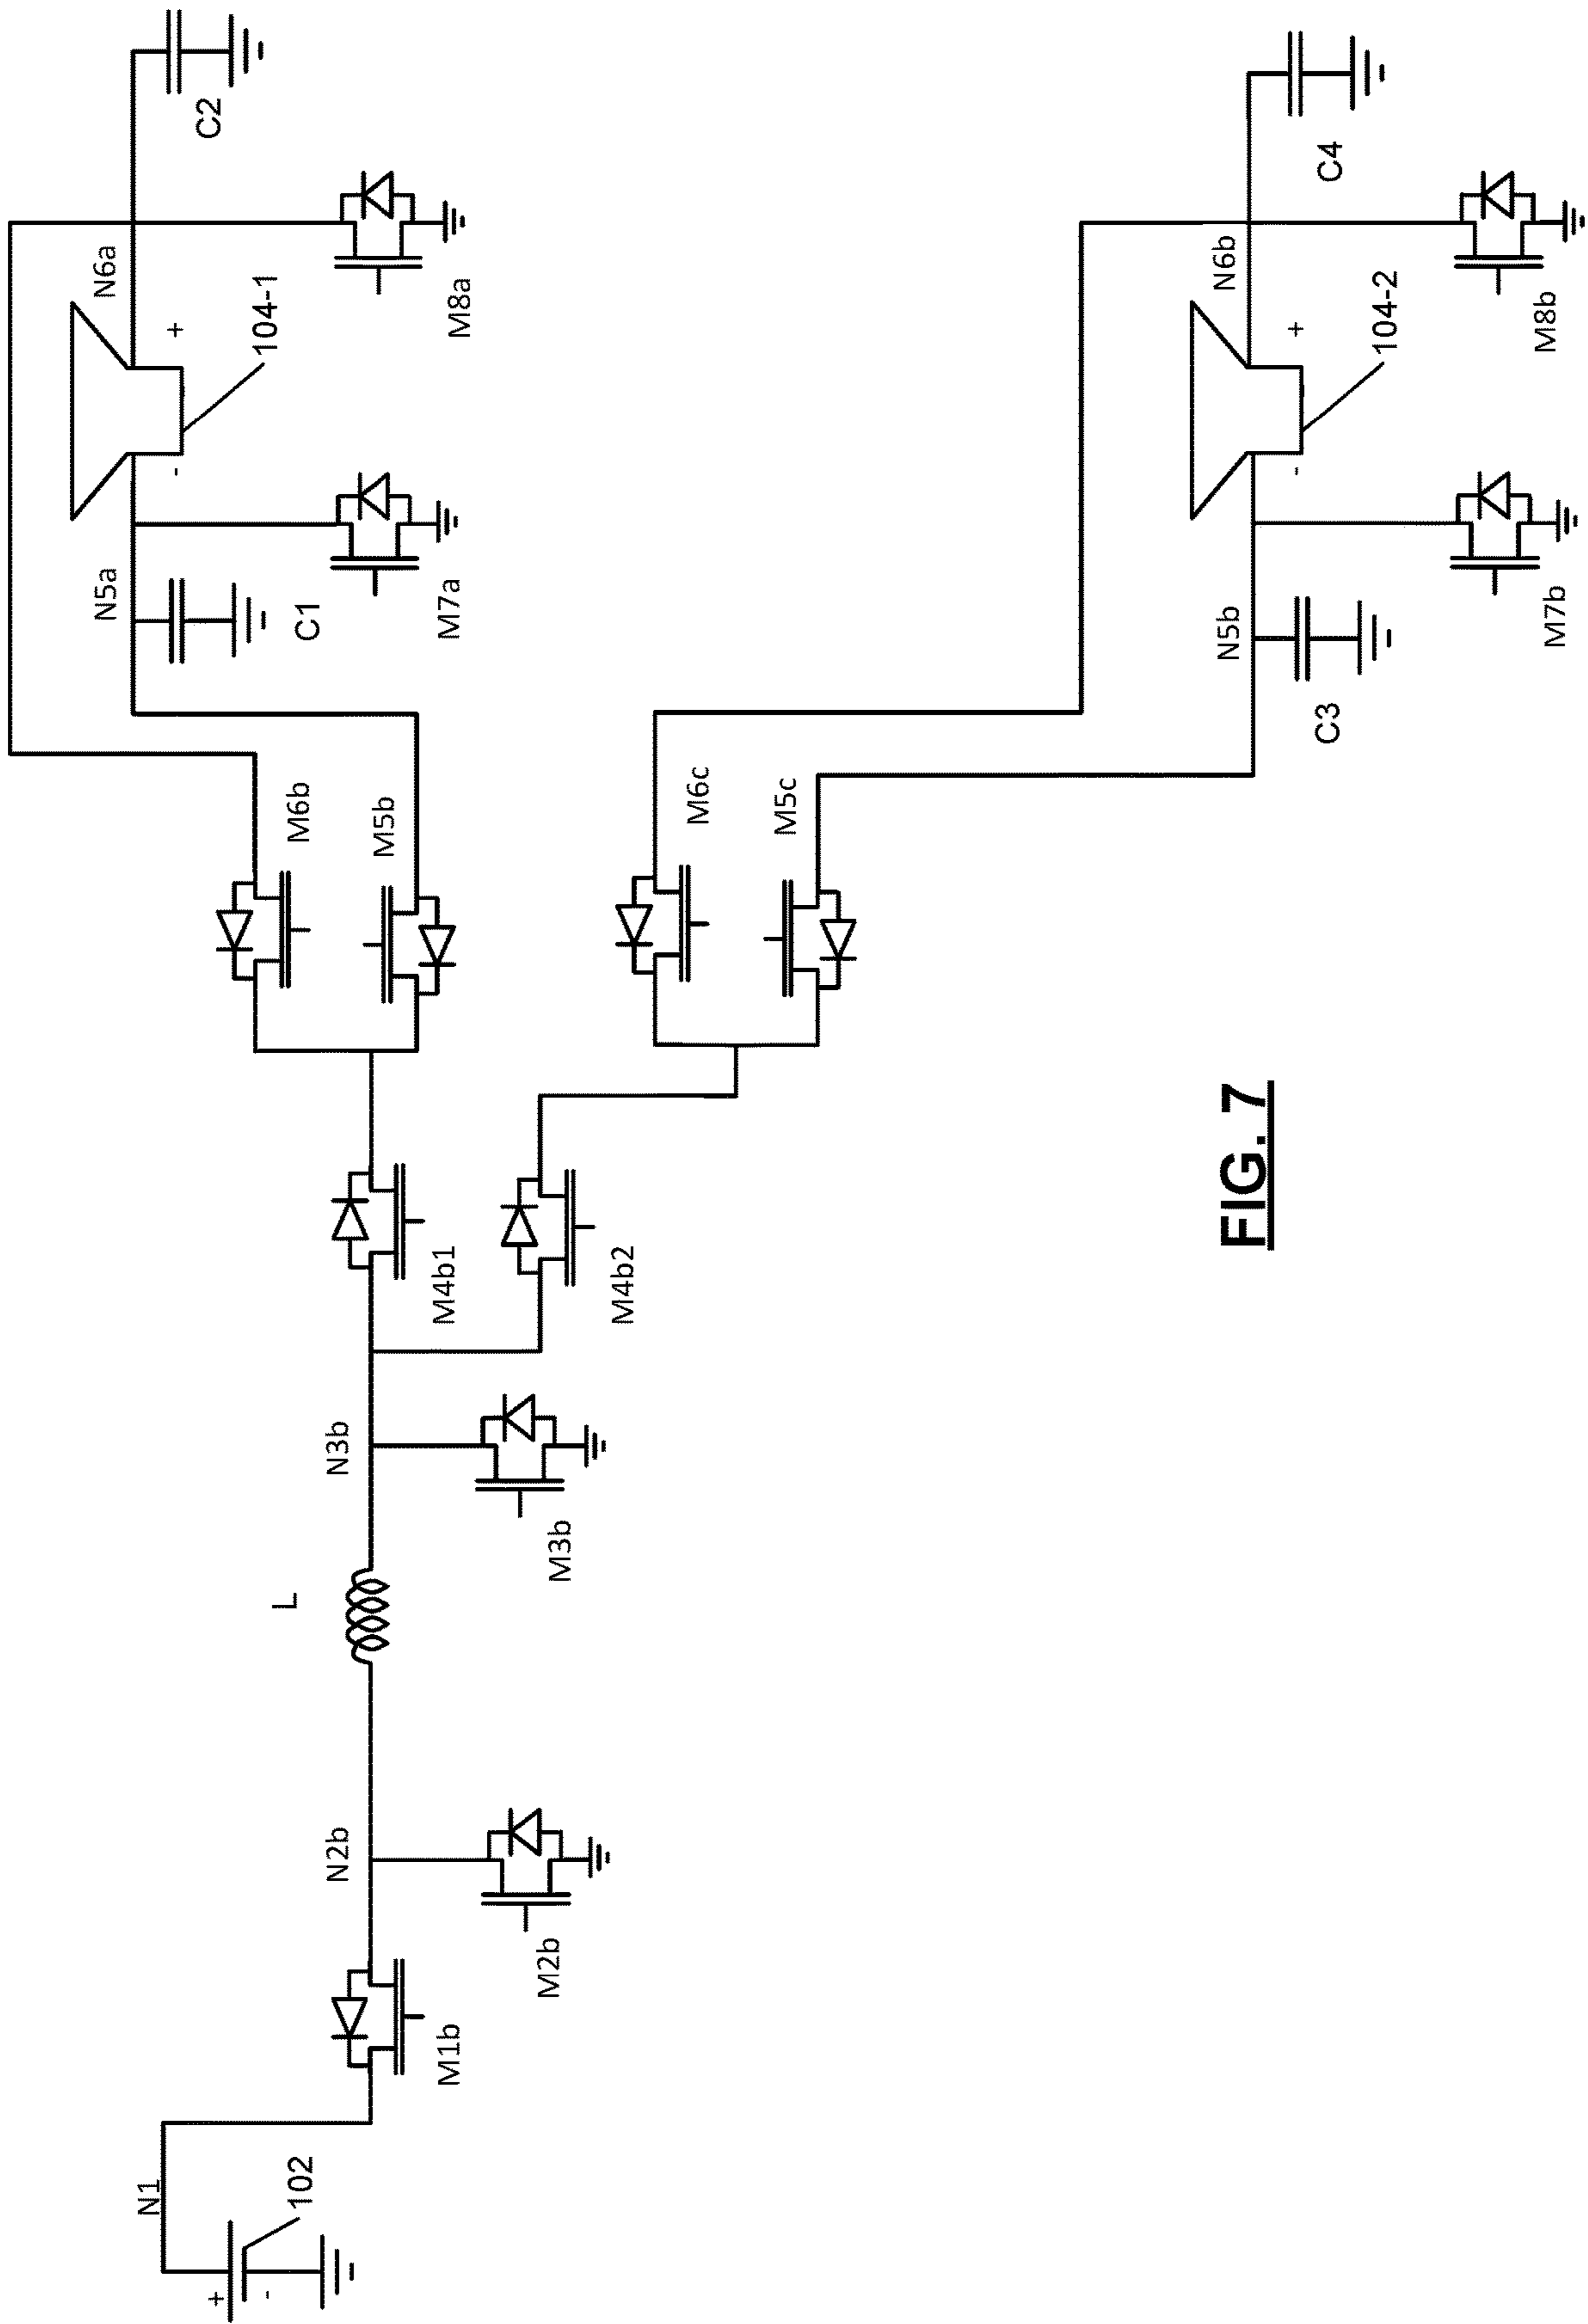 N1
+
-
102
M1b
N2b
M2b
L
N3b
M3b
M4b1
M4b2
M6b
M5b
M6c
M5c
N5a
C1
M7a
-
+
104-1
N6a
M8a
C2
N5b
C3
M7b
-
+
104-2
N6b
M8b
C4
FIG. 7